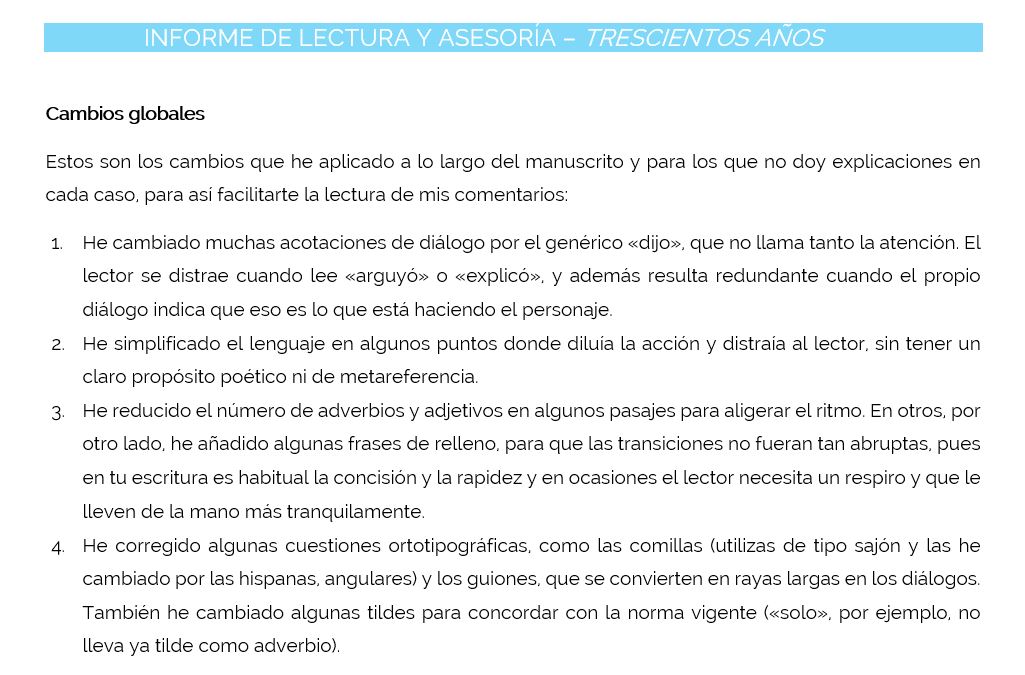 INFORME DE LECTURA Y ASESORÍA – TRESCIENTOS AÑOS
Cambios globales
Estos son los cambios que he aplicado a lo largo del manuscrito y para los que no doy explicaciones en
cada caso, para así facilitarte la lectura de mis comentarios:
1. He cambiado muchas acotaciones de diálogo por el genérico «dijo», que no llama tanto la atención. El
lector se distrae cuando lee «arguyó» o «explicó», y además resulta redundante cuando el propio
diálogo indica que eso es lo que está haciendo el personaje.
2. He simplificado el lenguaje en algunos puntos donde diluía la acción y distraía al lector, sin tener un
claro propósito poético ni de metareferencia.
3. He reducido el número de adverbios y adjetivos en algunos pasajes para aligerar el ritmo. En otros, por
otro lado, he añadido algunas frases de relleno, para que las transiciones no fueran tan abruptas, pues
en tu escritura es habitual la concisión y la rapidez y en ocasiones el lector necesita un respiro y que le
lleven de la mano más tranquilamente.
4. He corregido algunas cuestiones ortotipográficas, como las comillas (utilizas de tipo sajón y las he
cambiado por las hispanas, angulares) y los guiones, que se convierten en rayas largas en los diálogos.
También he cambiado algunas tildes para concordar con la norma vigente («solo», por ejemplo, no
lleva ya tilde como adverbio).